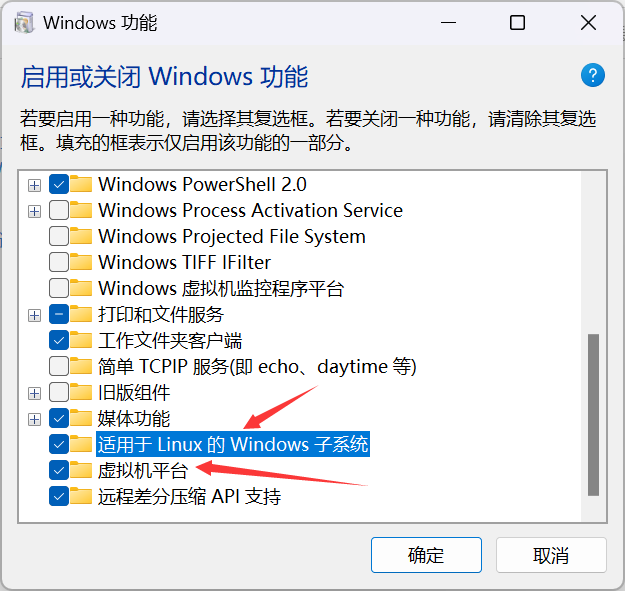 Windows 功能
启用或关闭 Windows 功能
?
若要启用一种功能，请选择其复选框。若要关闭一种功能，请清除其复选
框。填充的框表示仅启用该功能的一部分。
Windows PowerShell 2.0
Windows Process Activation Service
Windows Projected File System
Windows TIFF IFilter
Windows 虚拟机监控程序平台
打印和文件服务
工作文件夹客户端
简单 TCPIP 服务(即 echo、daytime 等)
旧版组件
媒体功能
适用于 Linux 的 Windows 子系统
虚拟机平台
远程差分压缩 API 支持
确定
取消